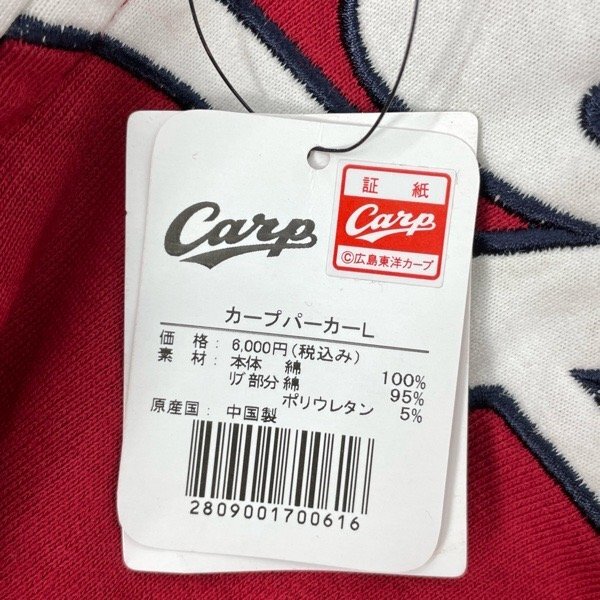 Carp
証 紙
Carp
©広島東洋カープ
カープパーカーL
価　格 : 6,000円(税込み)
素　材 : 本体　綿 100%
ﾘﾌﾞ部分 綿 95%
ポリウレタン 5%
原産国 : 中国製
2809001700616